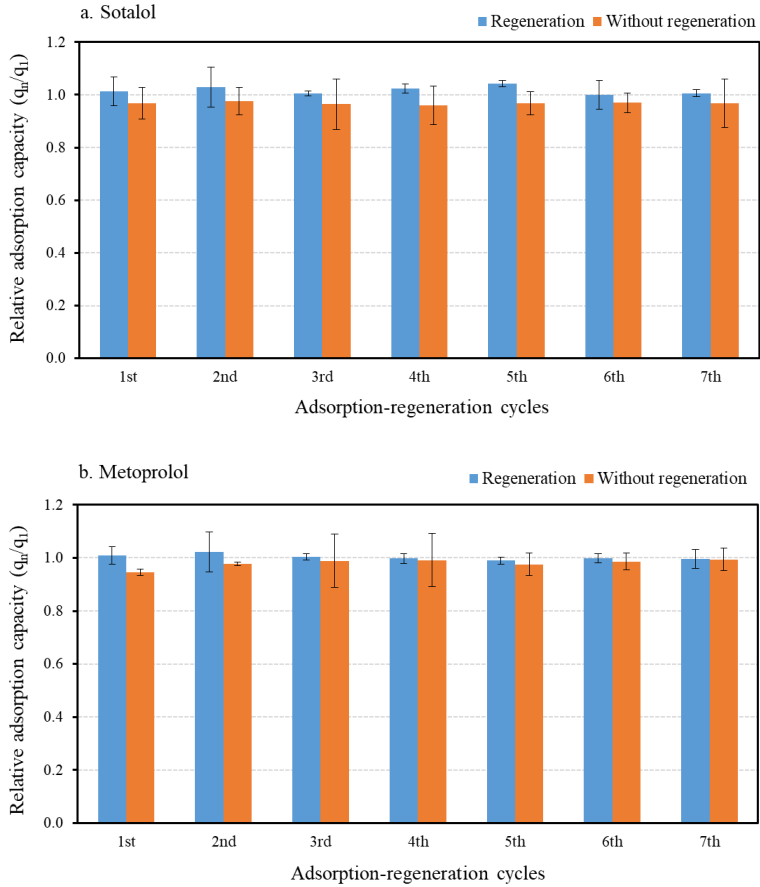 a. Sotalol
Regeneration Without regeneration
Relative adsorption capacity (qn/q1)
1.2
1.0
0.8
0.6
0.4
0.2
0.0
1st 2nd 3rd 4th 5th 6th 7th
Adsorption-regeneration cycles
b. Metoprolol
Regeneration Without regeneration
Relative adsorption capacity (qn/q1)
1.2
1.0
0.8
0.6
0.4
0.2
0.0
1st 2nd 3rd 4th 5th 6th 7th
Adsorption-regeneration cycles